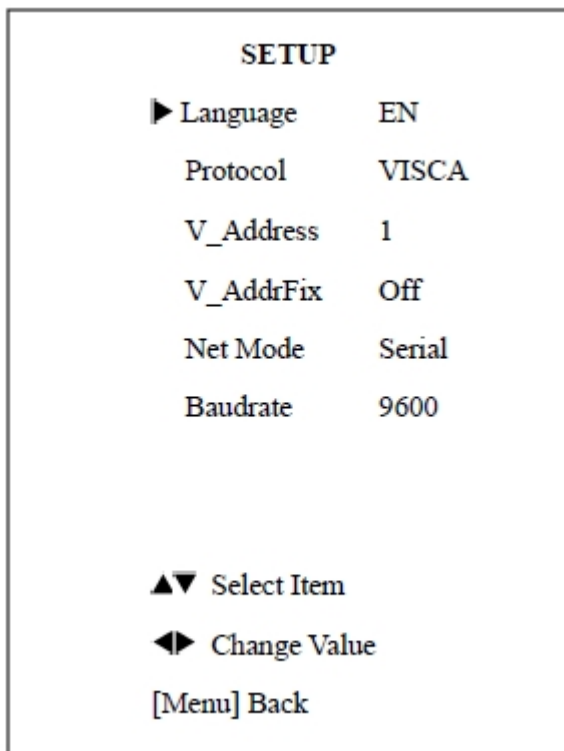 SETUP
▶ Language EN
Protocol VISCA
V_Address 1
V_AddrFix Off
Net Mode Serial
Baudrate 9600
▲▼ Select Item
◀▶ Change Value
[Menu] Back